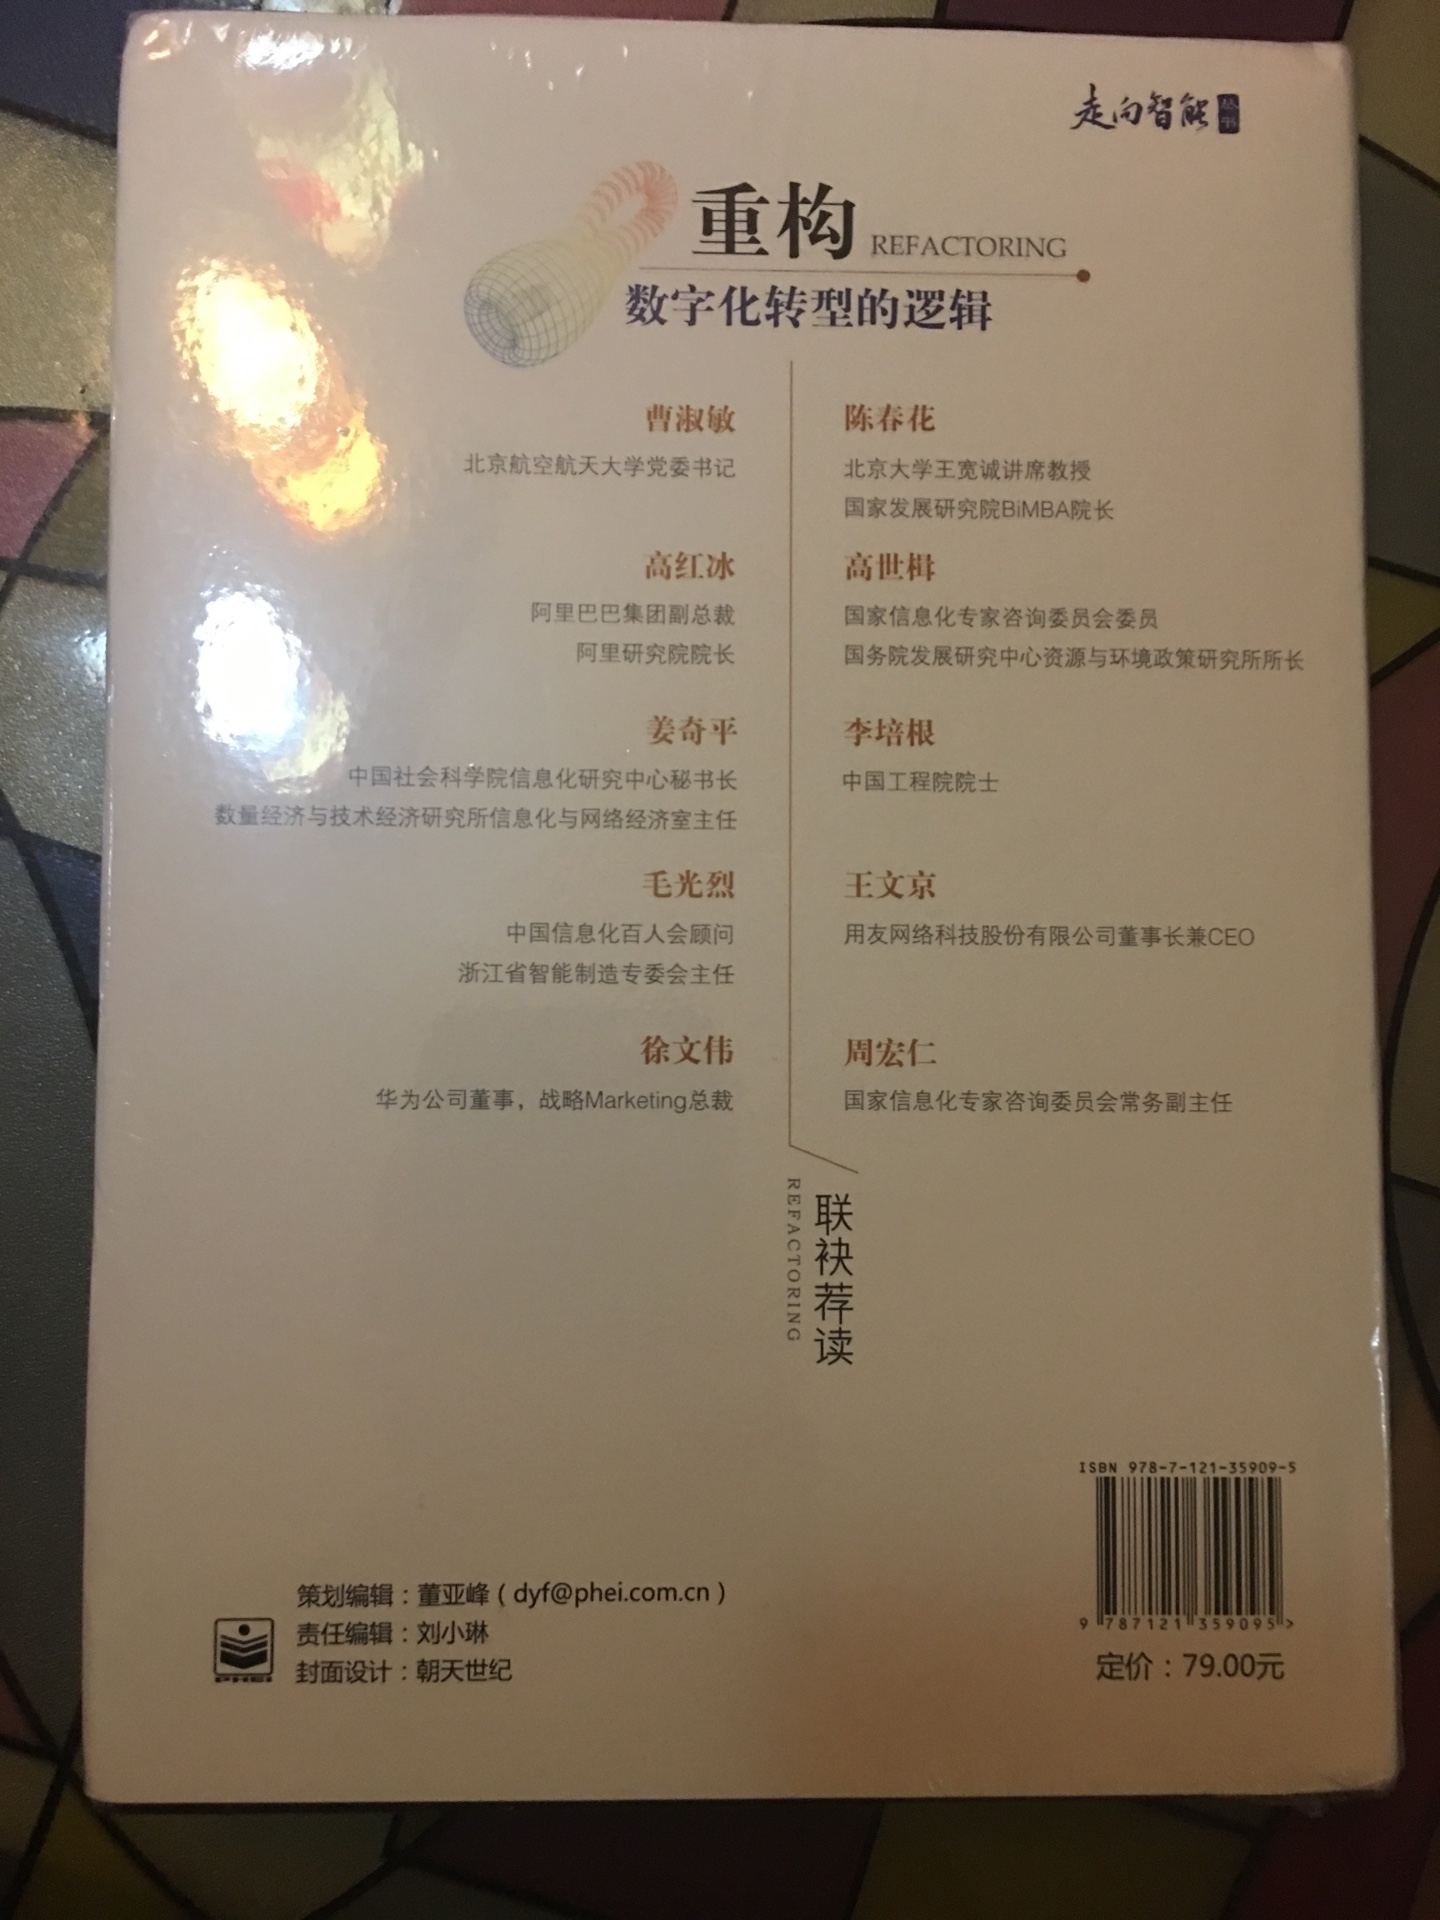 走向智能丛书
重构 REFACTORING
数字化转型的逻辑
曹淑敏
北京航空航天大学党委书记
陈春花
北京大学王宽诚讲席教授
国家发展研究院BiMBA院长
高红冰
阿里巴巴集团副总裁
阿里研究院院长
高世楫
国家信息化专家咨询委员会委员
国务院发展研究中心资源与环境政策研究所所长
姜奇平
中国社会科学院信息化研究中心秘书长
数量经济与技术经济研究所信息化与网络经济室主任
李培根
中国工程院院士
毛光烈
中国信息化百人会顾问
浙江省智能制造专委会主任
王文京
用友网络科技股份有限公司董事长兼CEO
徐文伟
华为公司董事，战略Marketing总裁
周宏仁
国家信息化专家咨询委员会常务副主任
联袂荐读
REFACTORING
ISBN 978-7-121-35909-5
9 787121 359095 >
定价：79.00元
策划编辑：董亚峰（dyf@phei.com.cn）
责任编辑：刘小琳
封面设计：朝天世纪
PHEI